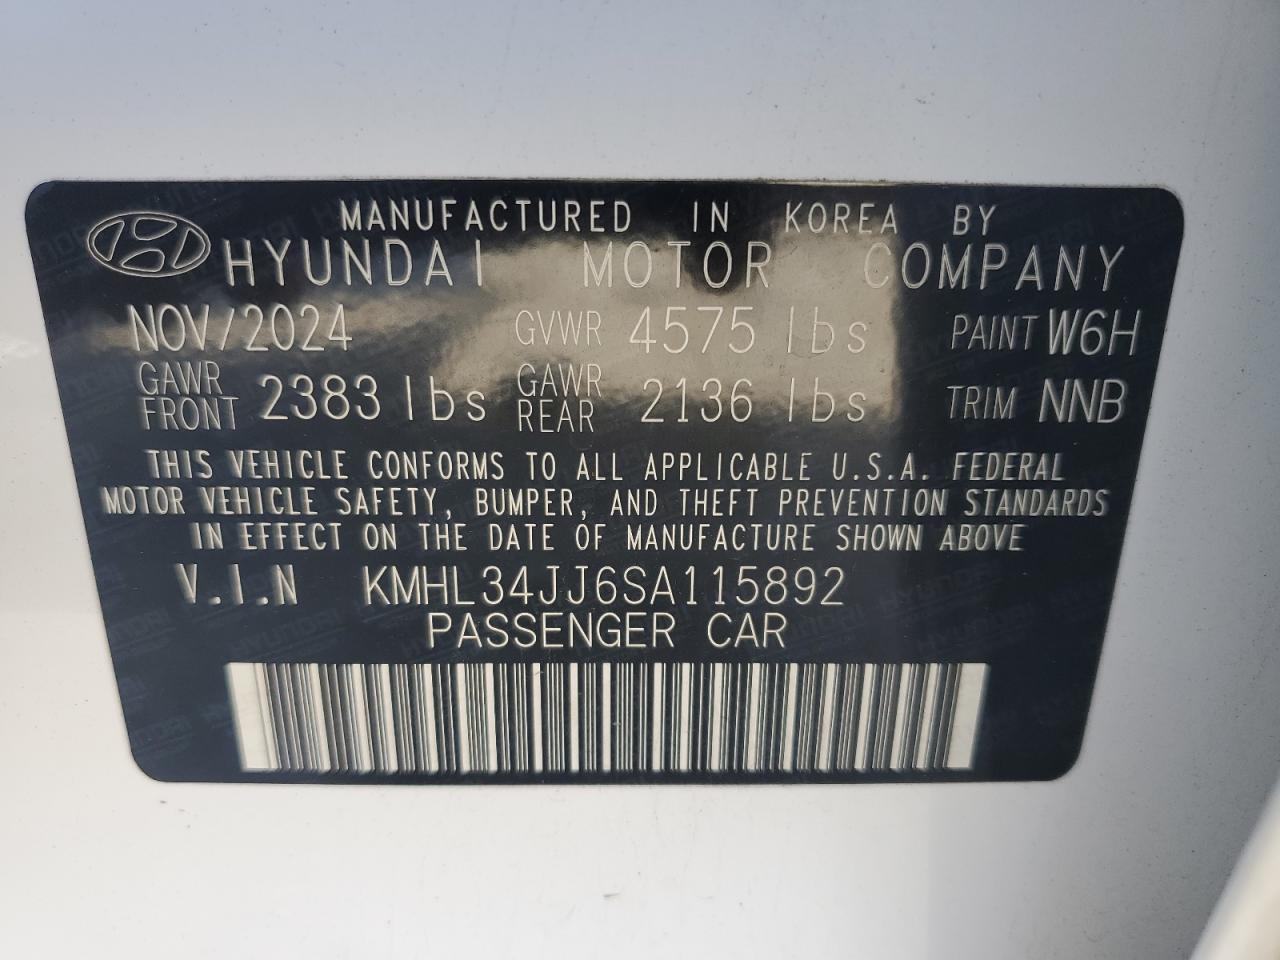 MANUFACTURED IN KOREA BY
HYUNDAI MOTOR COMPANY
NOV/2024 GVWR 4575 lbs PAINT W6H
GAWR FRONT 2383 lbs GAWR REAR 2136 lbs TRIM NNB
THIS VEHICLE CONFORMS TO ALL APPLICABLE U.S.A. FEDERAL
MOTOR VEHICLE SAFETY, BUMPER, AND THEFT PREVENTION STANDARDS
IN EFFECT ON THE DATE OF MANUFACTURE SHOWN ABOVE
V.I.N KMHL34JJ6SA115892
PASSENGER CAR